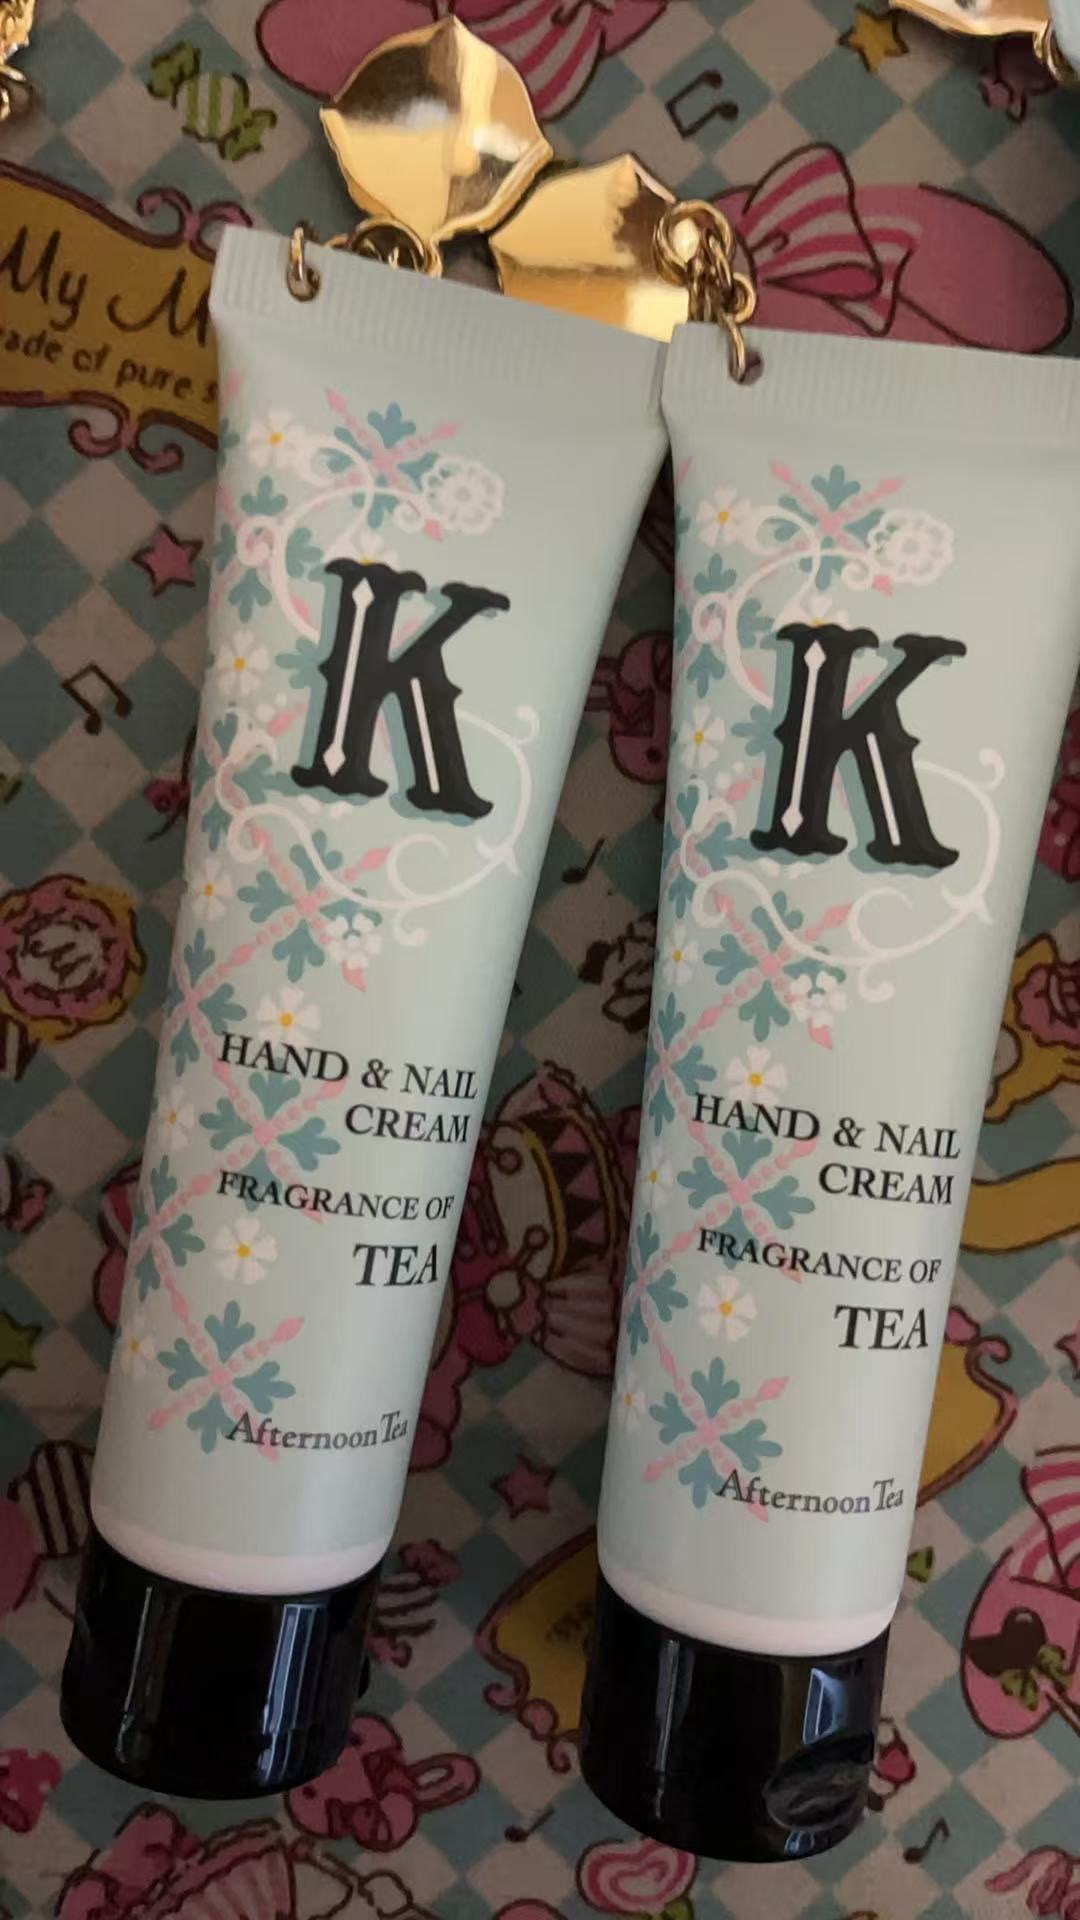 My
ade of pure
K
HAND & NAIL
CREAM
FRAGRANCE OF
TEA
Afternoon Tea
K
HAND & NAIL
CREAM
FRAGRANCE OF
TEA
Afternoon Tea